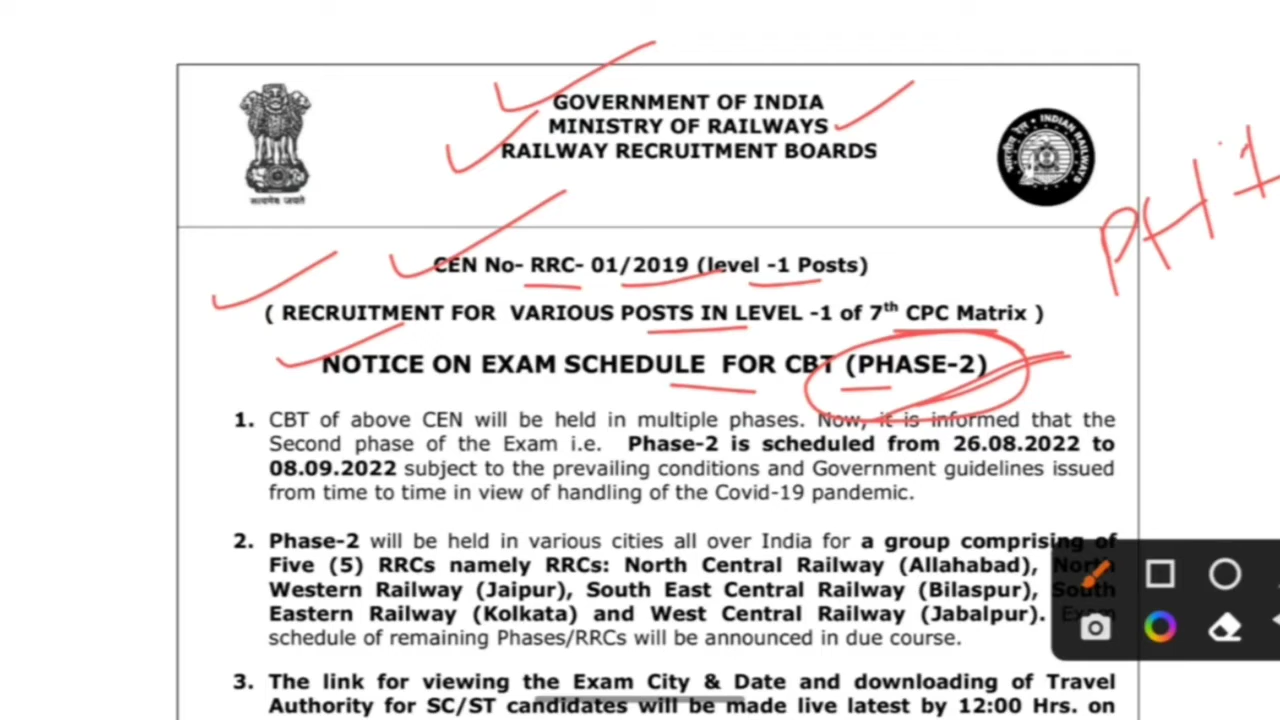 GOVERNMENT OF INDIA
MINISTRY OF RAILWAYS
RAILWAY RECRUITMENT BOARDS
सत्यमेव जयते
INDIAN RAILWAYS
भारतीय रेल
CEN No- RRC- 01/2019 (level -1 Posts)
( RECRUITMENT FOR VARIOUS POSTS IN LEVEL -1 of 7th CPC Matrix )
NOTICE ON EXAM SCHEDULE FOR CBT (PHASE-2)
1. CBT of above CEN will be held in multiple phases. Now, it is informed that the
Second phase of the Exam i.e. Phase-2 is scheduled from 26.08.2022 to
08.09.2022 subject to the prevailing conditions and Government guidelines issued
from time to time in view of handling of the Covid-19 pandemic.
2. Phase-2 will be held in various cities all over India for a group comprising of
Five (5) RRCs namely RRCs: North Central Railway (Allahabad), North
Western Railway (Jaipur), South East Central Railway (Bilaspur), South
Eastern Railway (Kolkata) and West Central Railway (Jabalpur). Exam
schedule of remaining Phases/RRCs will be announced in due course.
3. The link for viewing the Exam City & Date and downloading of Travel
Authority for SC/ST candidates will be made live latest by 12:00 Hrs. on